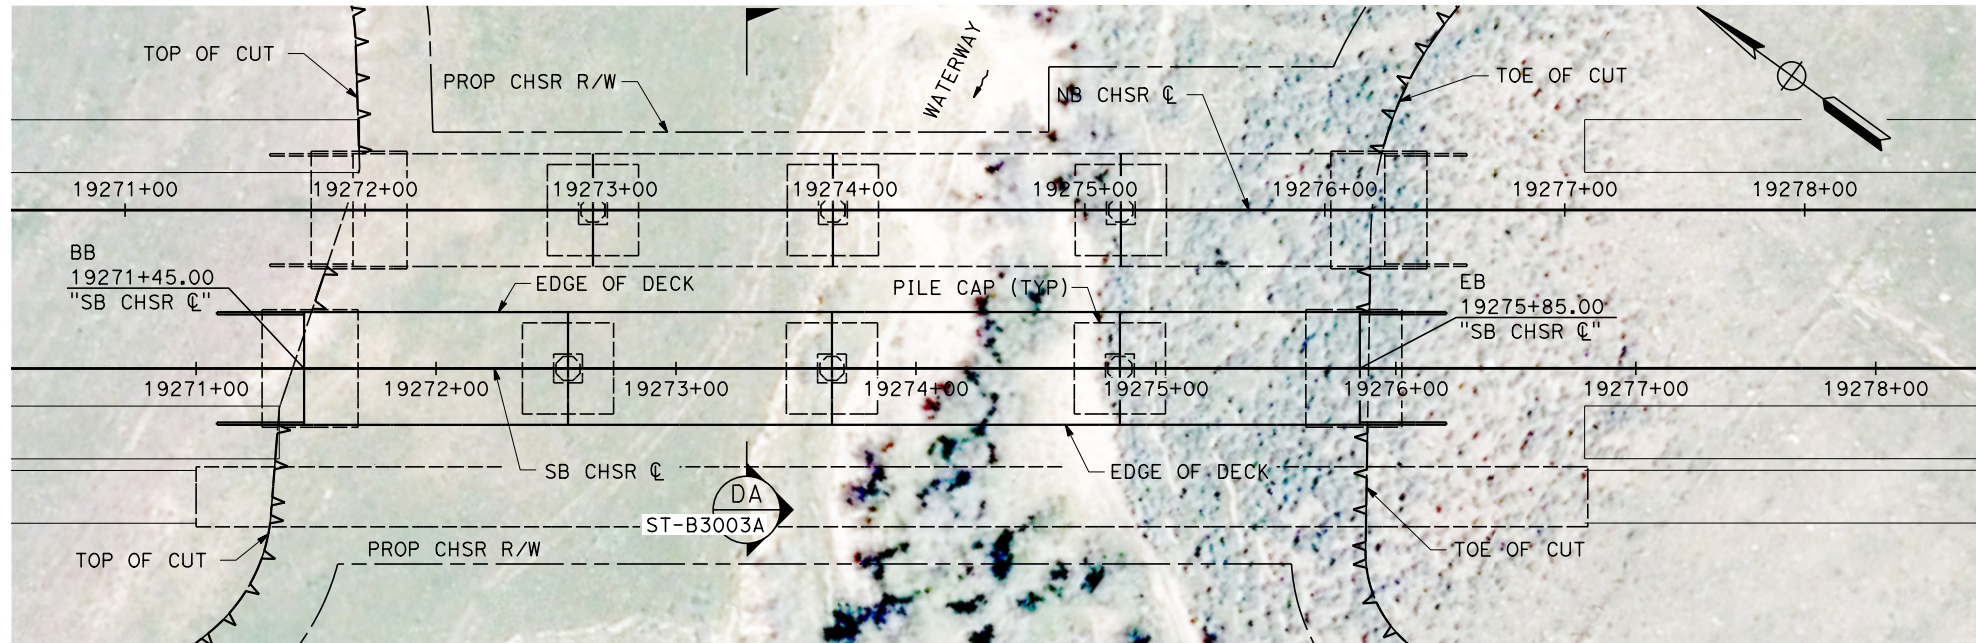 TOP OF CUT
PROP CHSR R/W
WATERWAY
NB CHSR ℄
TOE OF CUT
19271+00 19272+00 19273+00 19274+00 19275+00 19276+00 19277+00 19278+00
BB
19271+45.00
"SB CHSR ℄"
EDGE OF DECK
PILE CAP (TYP)
EB
19275+85.00
"SB CHSR ℄"
19271+00 19272+00 19273+00 19274+00 19275+00 19276+00 19277+00 19278+00
SB CHSR ℄
EDGE OF DECK
DA
ST-B3003A
TOP OF CUT
PROP CHSR R/W
TOE OF CUT